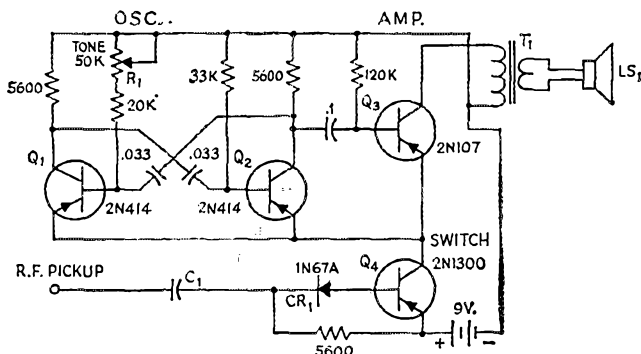 OSC. AMP.
TONE
50K
R1
5600
20K
33K
5600
120K
T1
LS1
.1
Q3
Q1
.033
.033
Q2
2N107
2N414
2N414
SWITCH
2N1300
R.F. PICKUP
C1
1N67A
CR1
Q4
9V.
+ -
5600